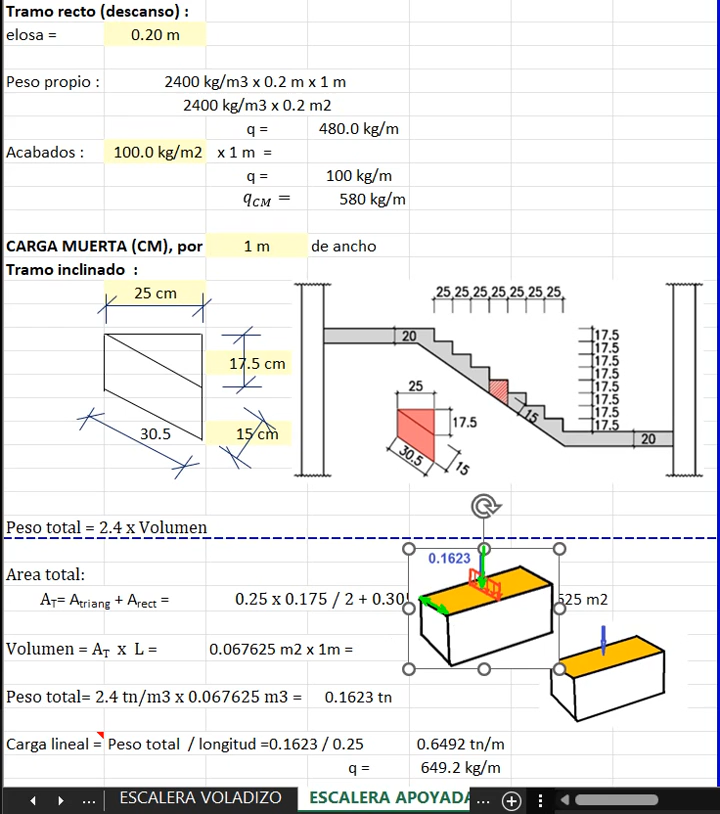 Tramo recto (descanso) :
elosa = 0.20 m
Peso propio : 2400 kg/m3 x 0.2 m x 1 m
2400 kg/m3 x 0.2 m2
q = 480.0 kg/m
Acabados : 100.0 kg/m2 x 1 m =
q = 100 kg/m
qCM = 580 kg/m
CARGA MUERTA (CM), por 1 m de ancho
Tramo inclinado :
25 cm
17.5 cm
30.5
15 cm
25 25 25 25 25 25 25
20
17.5
17.5
17.5
17.5
17.5
17.5
17.5
17.5
15
20
25
17.5
30.5
15
Peso total = 2.4 x Volumen
0.1623
Area total:
AT= Atriang + Arect = 0.25 x 0.175 / 2 + 0.30 525 m2
Volumen = AT x L = 0.067625 m2 x 1m =
Peso total= 2.4 tn/m3 x 0.067625 m3 = 0.1623 tn
Carga lineal = Peso total / longitud =0.1623 / 0.25 0.6492 tn/m
q = 649.2 kg/m
... ESCALERA VOLADIZO ESCALERA APOYADA ...